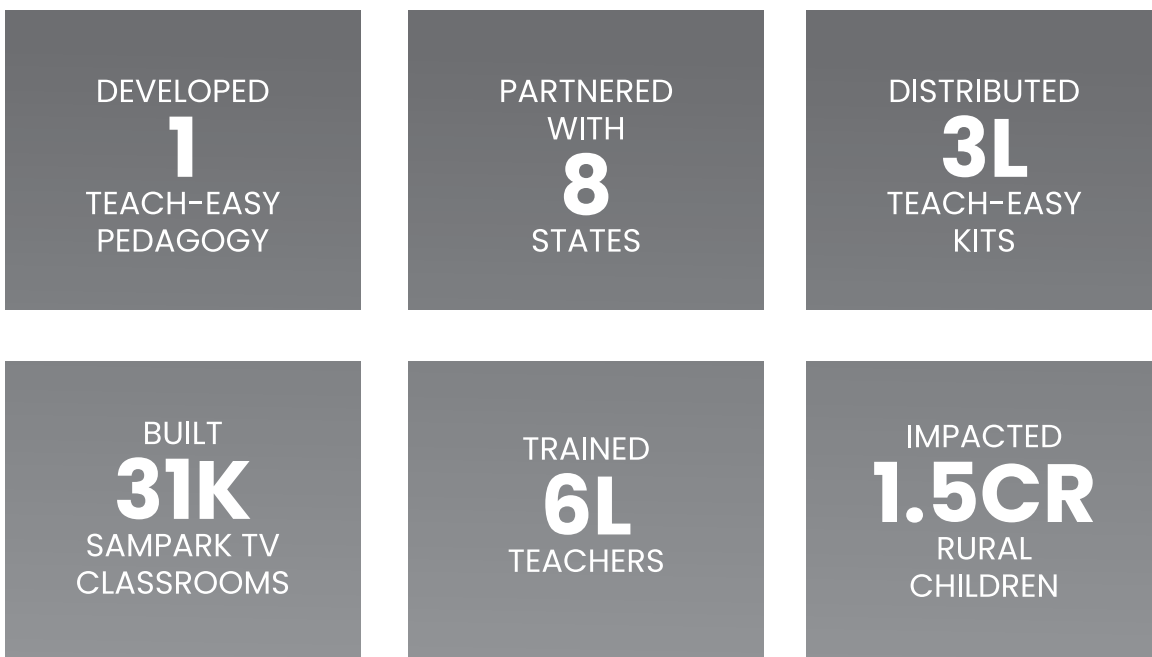 DEVELOPED
1
TEACH-EASY
PEDAGOGY
PARTNERED
WITH
8
STATES
DISTRIBUTED
3L
TEACH-EASY
KITS
BUILT
31K
SAMPARK TV
CLASSROOMS
TRAINED
6L
TEACHERS
IMPACTED
1.5CR
RURAL
CHILDREN